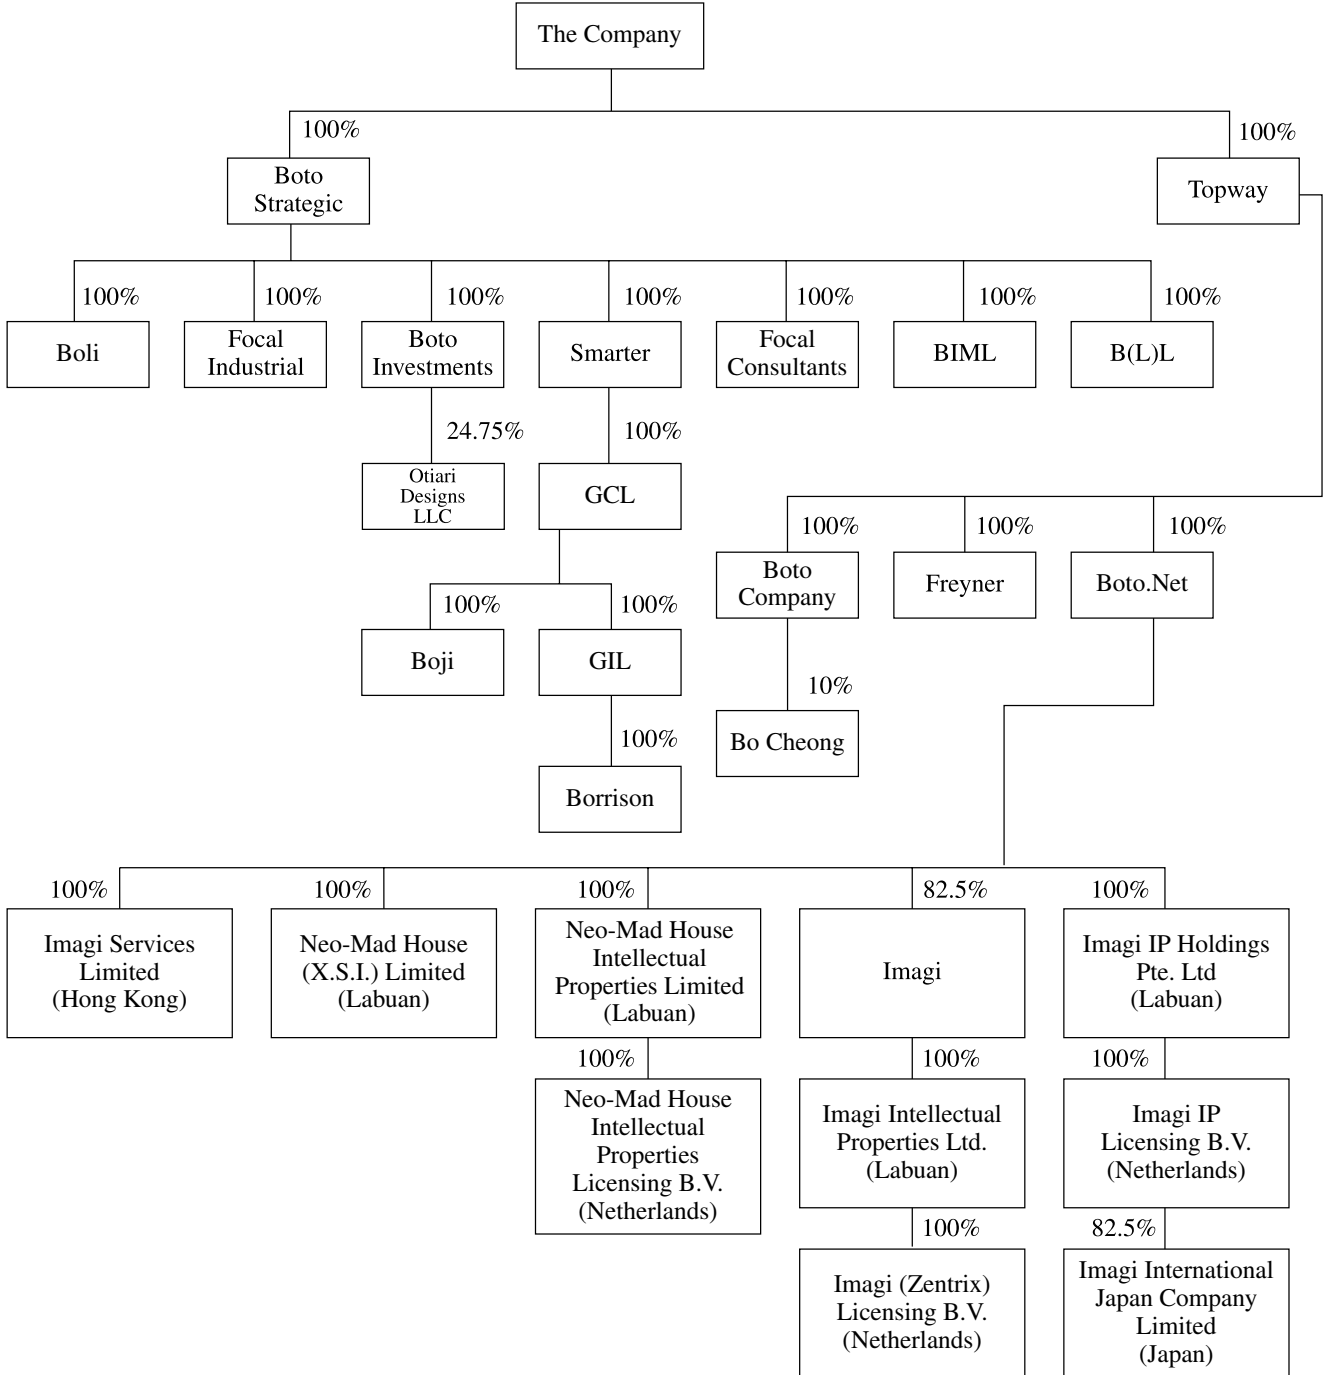 The Company
100%
100%
Boto
Strategic
Topway
100%
100%
100%
100%
100%
100%
100%
Boli
Focal
Industrial
Boto
Investments
Smarter
Focal
Consultants
BIML
B(L)L
24.75%
100%
Otiari
Designs
LLC
GCL
100%
100%
100%
Boto
Company
Freyner
Boto.Net
100%
100%
Boji
GIL
10%
Bo Cheong
100%
Borrison
100%
100%
100%
82.5%
100%
Imagi Services
Limited
(Hong Kong)
Neo-Mad House
(X.S.I.) Limited
(Labuan)
Neo-Mad House
Intellectual
Properties Limited
(Labuan)
Imagi
Imagi IP Holdings
Pte. Ltd
(Labuan)
100%
100%
100%
Neo-Mad House
Intellectual
Properties
Licensing B.V.
(Netherlands)
Imagi Intellectual
Properties Ltd.
(Labuan)
Imagi IP
Licensing B.V.
(Netherlands)
100%
82.5%
Imagi (Zentrix)
Licensing B.V.
(Netherlands)
Imagi International
Japan Company
Limited
(Japan)